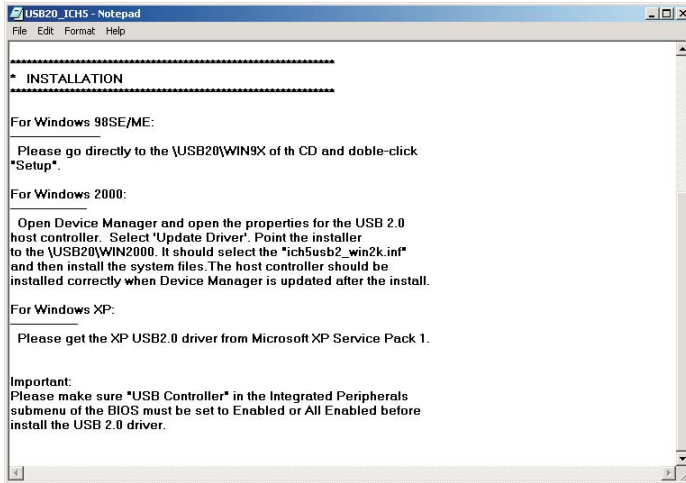 USB20_ICH5 - Notepad
File Edit Format Help
*******************************************************
* INSTALLATION
*******************************************************
For Windows 98SE/ME:
Please go directly to the \USB20\WIN9X of th CD and doble-click
"Setup".
For Windows 2000:
Open Device Manager and open the properties for the USB 2.0
host controller. Select 'Update Driver'. Point the installer
to the \USB20\WIN2000. It should select the "ich5usb2_win2k.inf"
and then install the system files.The host controller should be
installed correctly when Device Manager is updated after the install.
For Windows XP:
Please get the XP USB2.0 driver from Microsoft XP Service Pack 1.
Important:
Please make sure "USB Controller" in the Integrated Peripherals
submenu of the BIOS must be set to Enabled or All Enabled before
install the USB 2.0 driver.